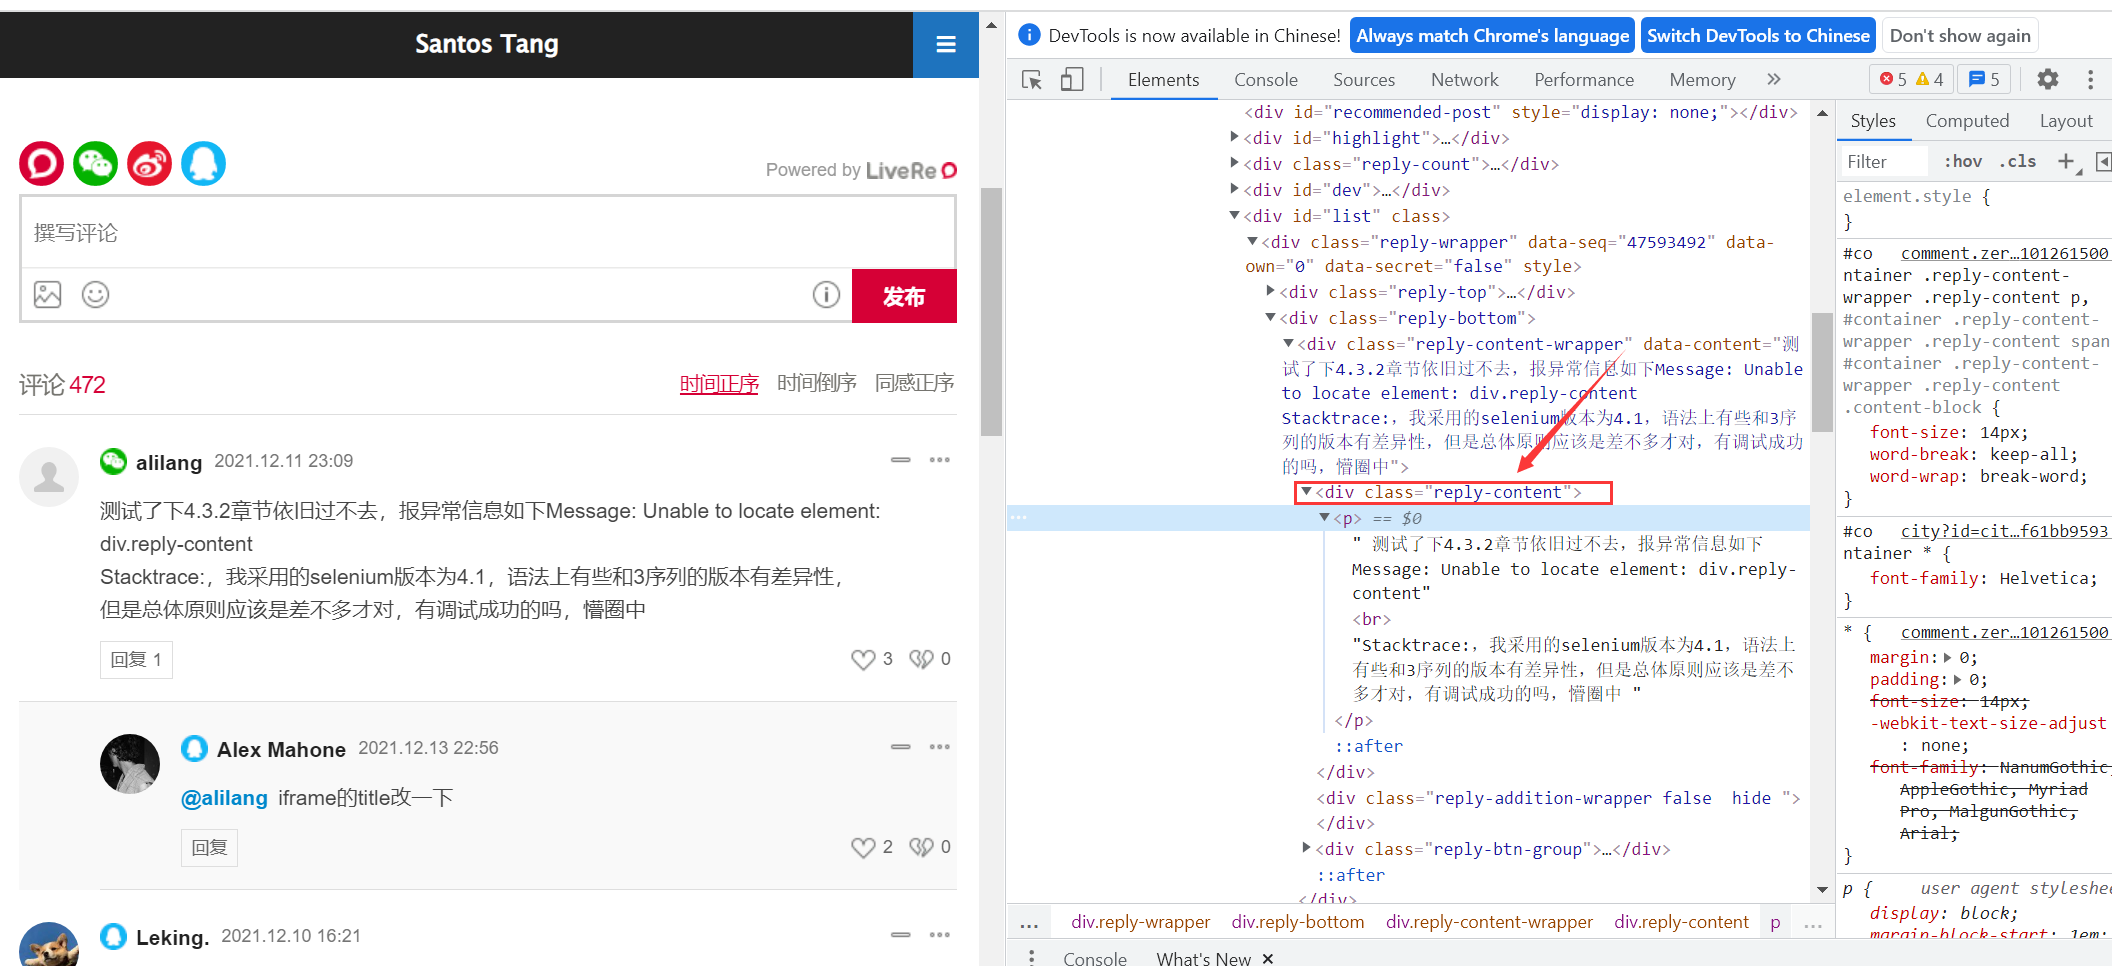 Santos Tang
Powered by LiveRe
撰写评论
发布
评论 472
时间正序 时间倒序 同感正序
alilang 2021.12.11 23:09
测试了下4.3.2章节依旧过不去，报异常信息如下Message: Unable to locate element:
div.reply-content
Stacktrace:，我采用的selenium版本为4.1，语法上有些和3序列的版本有差异性，
但是总体原则应该是差不多才对，有调试成功的吗，懵圈中
回复 1
3 0
Alex Mahone 2021.12.13 22:56
@alilang iframe的title改一下
回复
2 0
Leking. 2021.12.10 16:21
DevTools is now available in Chinese! Always match Chrome's language Switch DevTools to Chinese Don't show again
Elements Console Sources Network Performance Memory » 5 4 5
<div id="recommended-post" style="display: none;"></div>
<div id="highlight">…</div>
<div class="reply-count">…</div>
<div id="dev">…</div>
<div id="list" class>
<div class="reply-wrapper" data-seq="47593492" data-
own="0" data-secret="false" style>
<div class="reply-top">…</div>
<div class="reply-bottom">
<div class="reply-content-wrapper" data-content="测
试了下4.3.2章节依旧过不去，报异常信息如下Message: Unable
to locate element: div.reply-content
Stacktrace:，我采用的selenium版本为4.1，语法上有些和3序
列的版本有差异性，但是总体原则应该是差不多才对，有调试成功
的吗，懵圈中">
<div class="reply-content">
<p> == $0
" 测试了下4.3.2章节依旧过不去，报异常信息如下
Message: Unable to locate element: div.reply-
content"
<br>
"Stacktrace:，我采用的selenium版本为4.1，语法上
有些和3序列的版本有差异性，但是总体原则应该是差不
多才对，有调试成功的吗，懵圈中 "
</p>
::after
</div>
<div class="reply-addition-wrapper false  hide ">
</div>
<div class="reply-btn-group">…</div>
::after
</div>
... div.reply-wrapper div.reply-bottom div.reply-content-wrapper div.reply-content p ...
Console What's New ×
Styles Computed Layout
Filter :hov .cls +
element.style {
}
#co comment.zer…101261500
ntainer .reply-content-
wrapper .reply-content p,
#container .reply-content-
wrapper .reply-content span
#container .reply-content-
wrapper .reply-content
.content-block {
font-size: 14px;
word-break: keep-all;
word-wrap: break-word;
}
#co city?id=cit…f61bb9593
ntainer * {
font-family: Helvetica;
}
* { comment.zer…101261500
margin: 0;
padding: 0;
font-size: 14px;
-webkit-text-size-adjust
: none;
font-family: NanumGothic,
AppleGothic, Myriad
Pro, MalgunGothic,
Arial;
}
p { user agent styleshee
display: block;
margin-block-start: 1em;